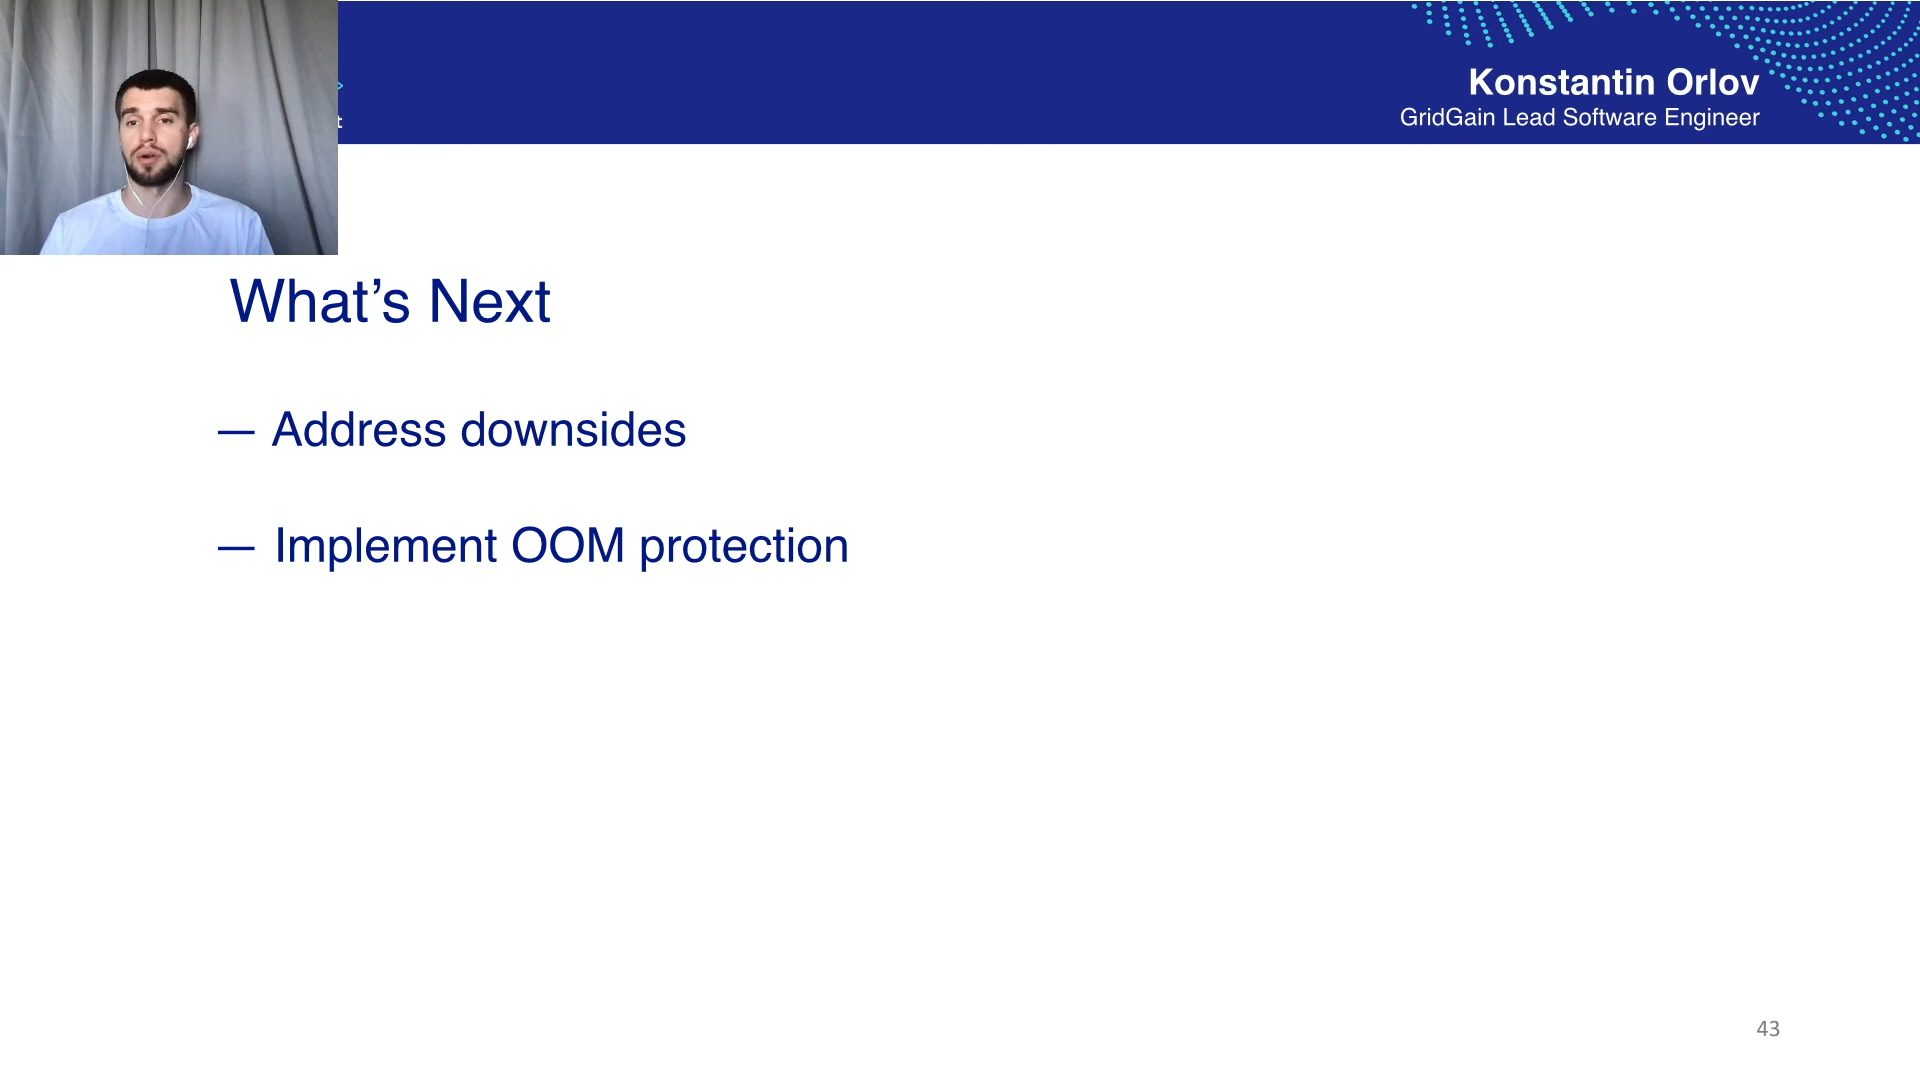 Konstantin Orlov
GridGain Lead Software Engineer
What’s Next
— Address downsides
— Implement OOM protection
43